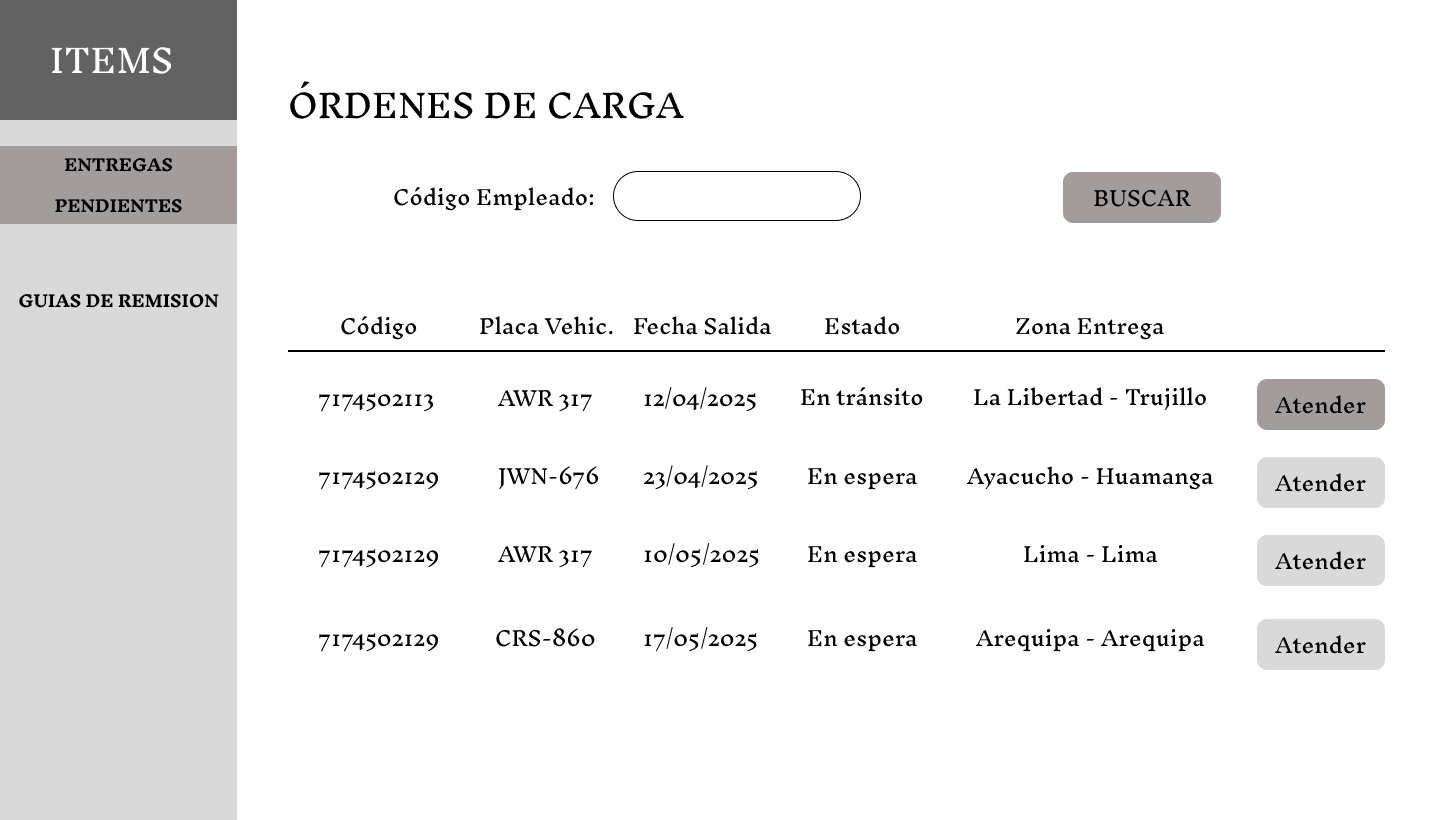 ITEMS
ENTREGAS
PENDIENTES
GUIAS DE REMISION
ÓRDENES DE CARGA
Código Empleado:
BUSCAR
Código Placa Vehic. Fecha Salida Estado Zona Entrega
7174502113 AWR 317 12/04/2025 En tránsito La Libertad - Trujillo Atender
7174502129 JWN-676 23/04/2025 En espera Ayacucho - Huamanga Atender
7174502129 AWR 317 10/05/2025 En espera Lima - Lima Atender
7174502129 CRS-860 17/05/2025 En espera Arequipa - Arequipa Atender